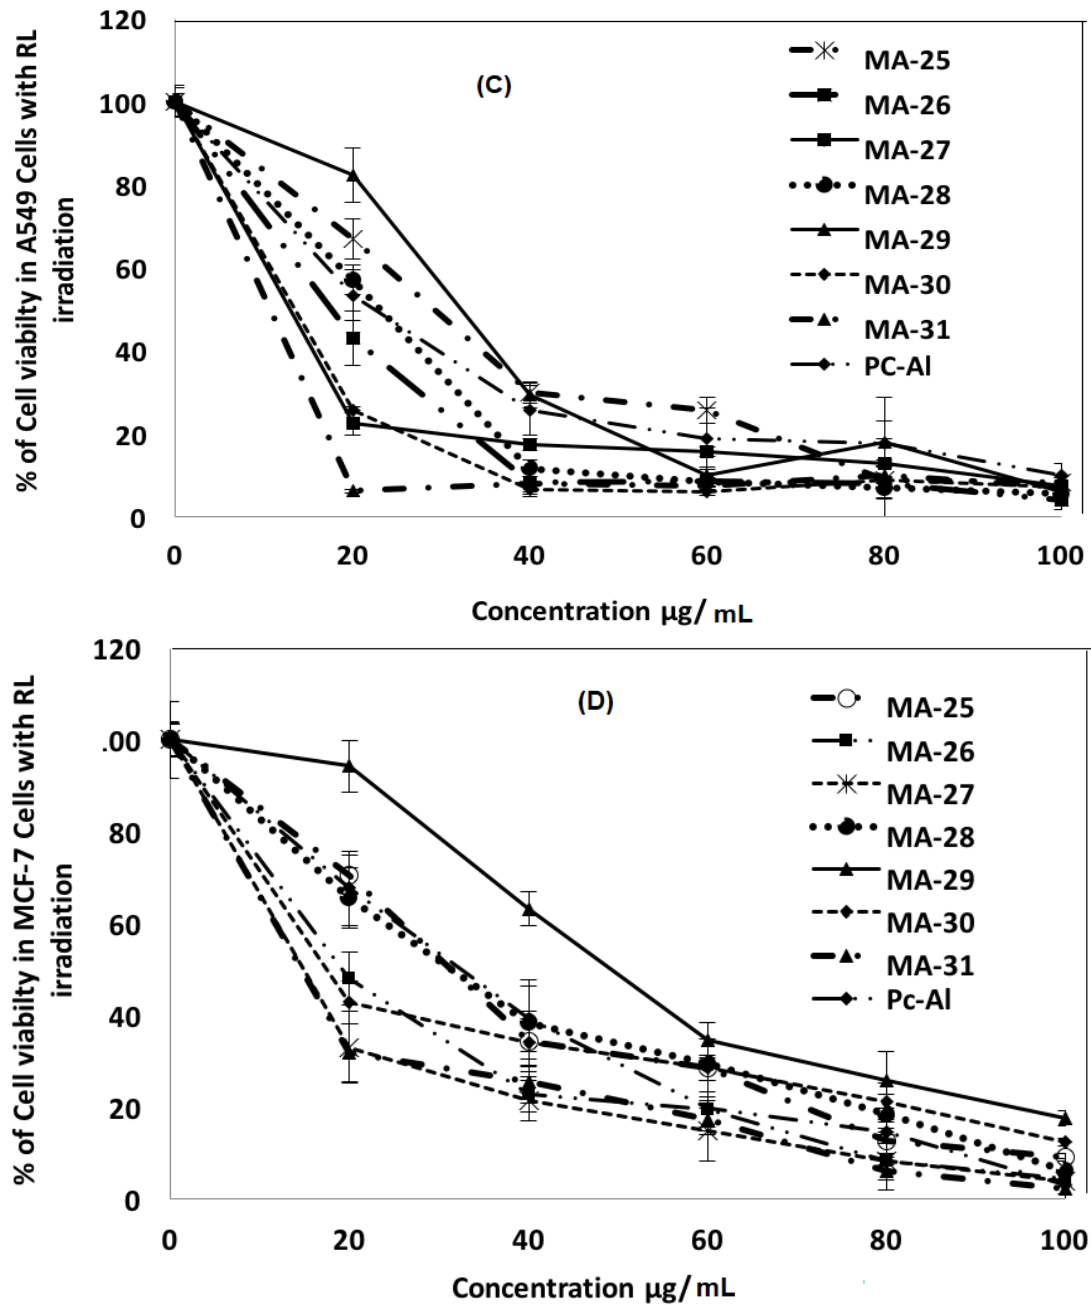 120
100
80
60
40
20
0
% of Cell viabilty in A549 Cells with RL
irradiation
(C)
MA-25
MA-26
MA-27
MA-28
MA-29
MA-30
MA-31
PC-Al
0 20 40 60 80 100
Concentration µg/ mL
120
.00
80
60
40
20
0
% of Cell viabilty in MCF-7 Cells with RL
irradiation
(D)
MA-25
MA-26
MA-27
MA-28
MA-29
MA-30
MA-31
Pc-Al
0 20 40 60 80 100
Concentration µg/ mL